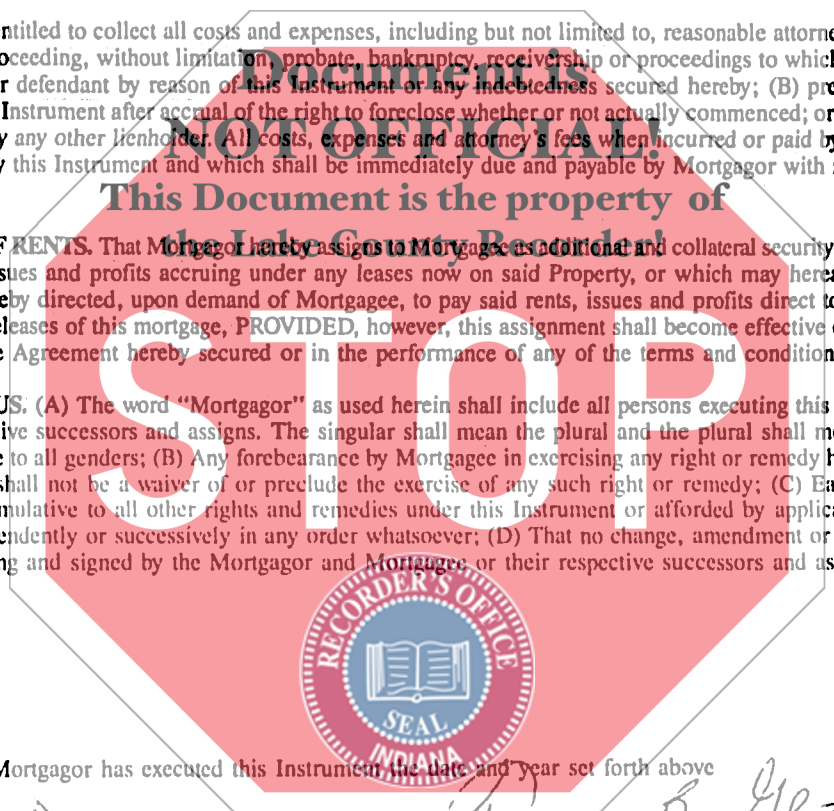 ntitled to collect all costs and expenses, including but not limited to, reasonable attorne
oceeding, without limitation, probate, bankruptcy, receivership or proceedings to which
Document is
r defendant by reason of this Instrument or any indebtedness secured hereby; (B) pre
Instrument after accrual of the right to foreclose whether or not actually commenced; or
NOT OFFICIAL!
y any other lienholder. All costs, expenses and attorney's fees when incurred or paid by
y this Instrument and which shall be immediately due and payable by Mortgagor with
This Document is the property of
the Lake County Recorder!
F RENTS. That Mortgagor hereby assigns to Mortgagee as additional and collateral security
sues and profits accruing under any leases now on said Property, or which may herea
eby directed, upon demand of Mortgagee, to pay said rents, issues and profits direct to
eleases of this mortgage, PROVIDED, however, this assignment shall become effective
e Agreement hereby secured or in the performance of any of the terms and condition
STOP
US. (A) The word “Mortgagor” as used herein shall include all persons executing this
ive successors and assigns. The singular shall mean the plural and the plural shall me
e to all genders; (B) Any forebearance by Mortgagee in exercising any right or remedy h
shall not be a waiver of or preclude the exercise of any such right or remedy; (C) Ea
mulative to all other rights and remedies under this Instrument or afforded by applica
endently or successively in any order whatsoever; (D) That no change, amendment or
ng and signed by the Mortgagor and Mortgagee or their respective successors and as
RECORDER'S OFFICE
SEAL
INDIANA
Mortgagor has executed this Instrument the date and year set forth above